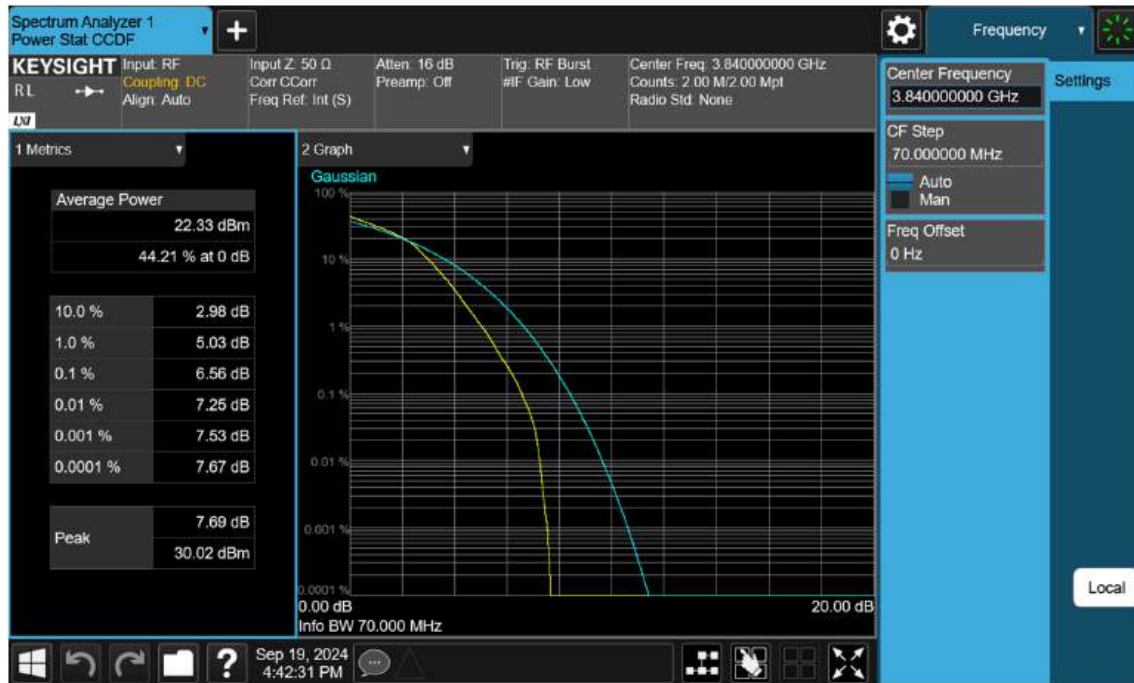 Spectrum Analyzer 1
Power Stat CCDF
Frequency
KEYSIGHT
RL
LXI
Input: RF
Coupling: DC
Align: Auto
Input Z: 50 Ω
Corr CCorr
Freq Ref: Int (S)
Atten: 16 dB
Preamp: Off
Trig: RF Burst
#IF Gain: Low
Center Freq: 3.840000000 GHz
Counts: 2.00 M/2.00 Mpt
Radio Std: None
Center Frequency
3.840000000 GHz
Settings
CF Step
70.000000 MHz
Auto
Man
Freq Offset
0 Hz
1 Metrics
Average Power
22.33 dBm
44.21 % at 0 dB
10.0 % 2.98 dB
1.0 % 5.03 dB
0.1 % 6.56 dB
0.01 % 7.25 dB
0.001 % 7.53 dB
0.0001 % 7.67 dB
Peak
7.69 dB
30.02 dBm
2 Graph
Gaussian
100 %
10 %
1 %
0.1 %
0.01 %
0.001 %
0.0001 %
0.00 dB 20.00 dB
Info BW 70.000 MHz
Local
?
Sep 19, 2024
4:42:31 PM